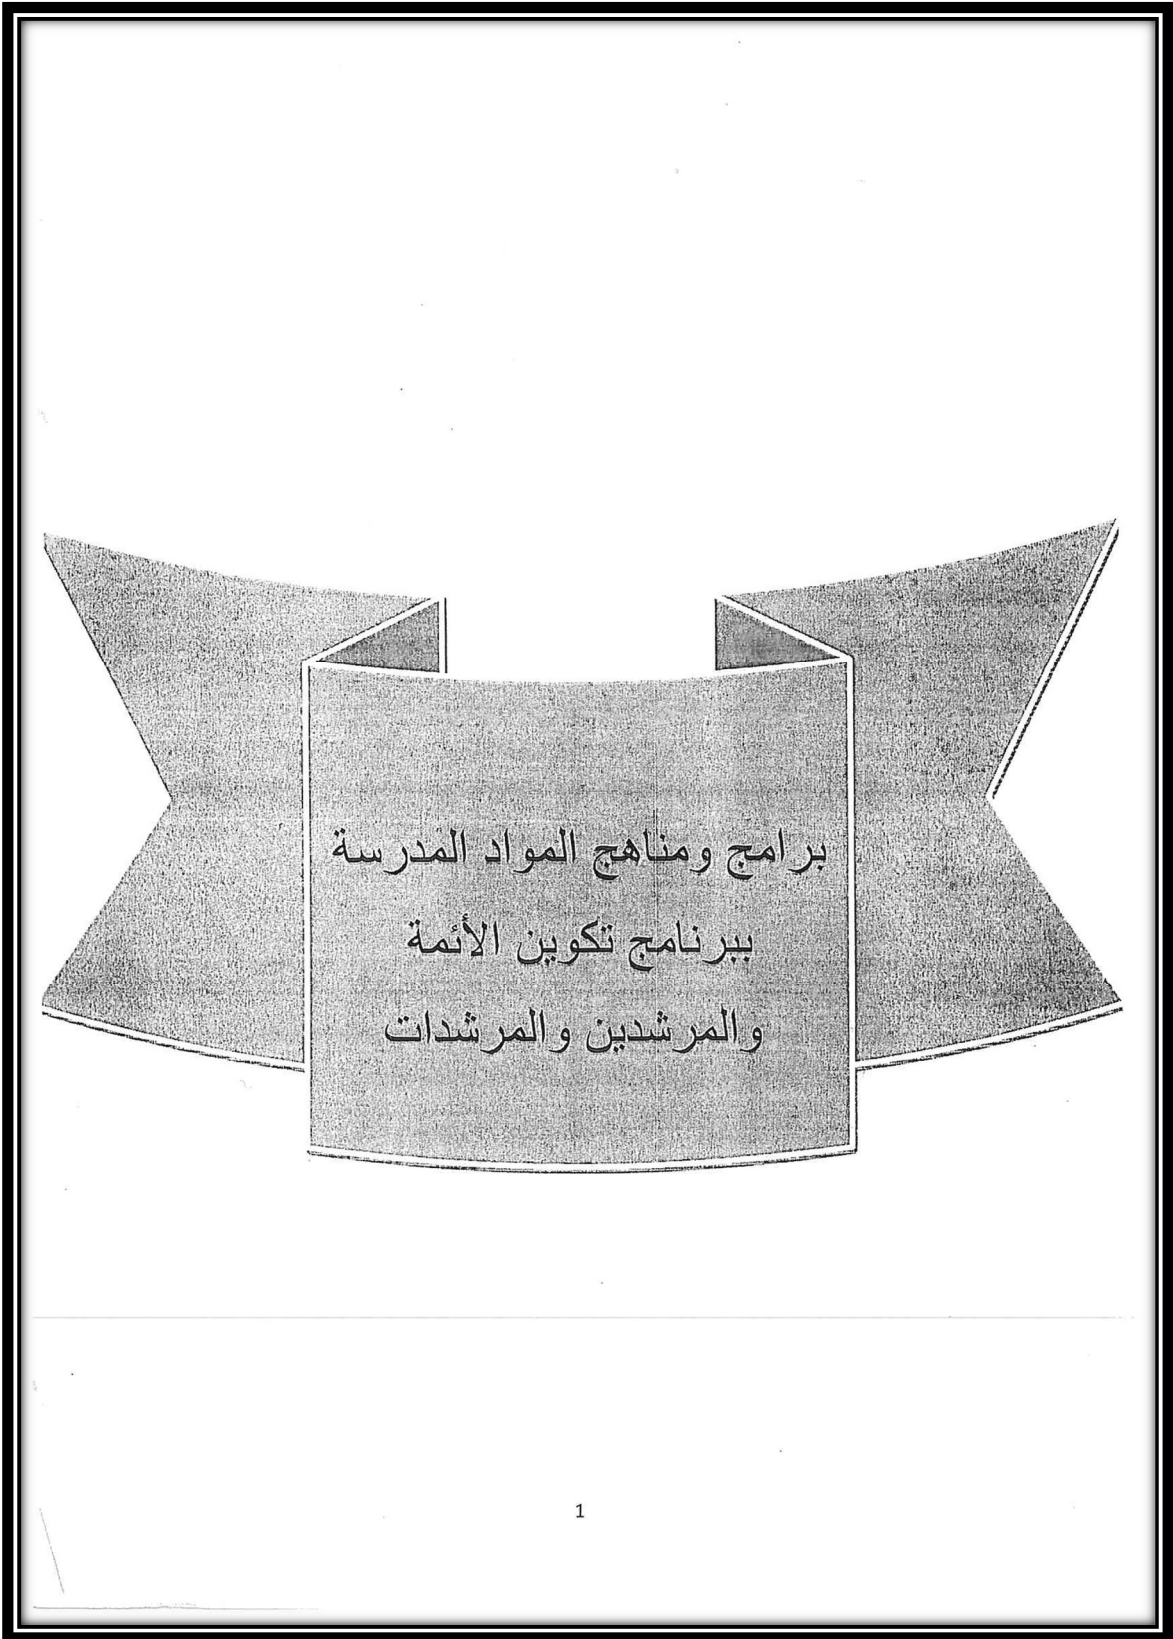 برامج ومناهج المواد المدرسة
ببرنامج تكوين الأئمة
والمرشدين والمرشدات
1